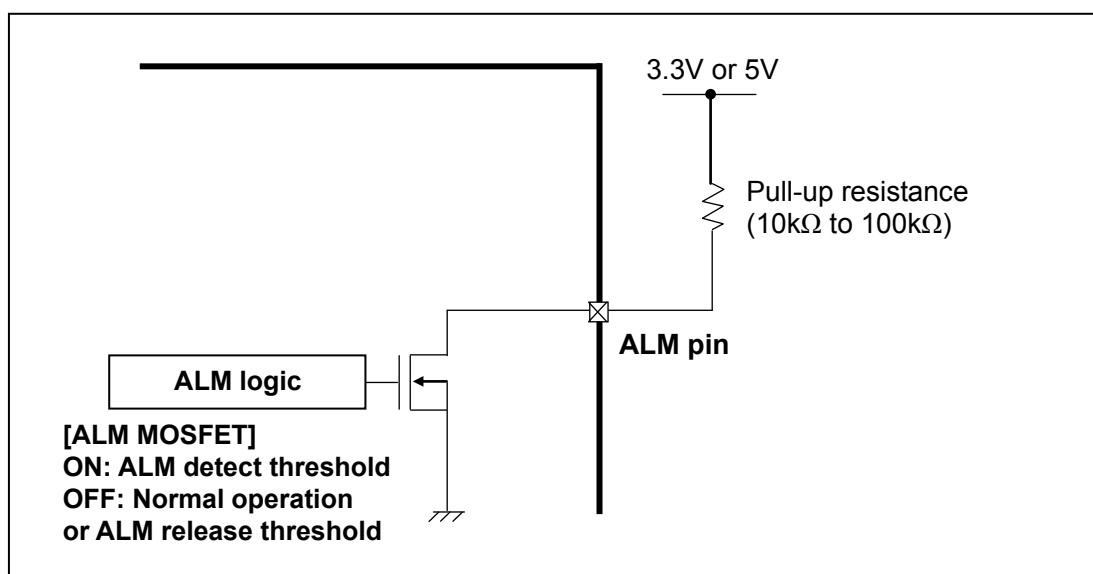 3.3V or 5V
Pull-up resistance
(10kΩ to 100kΩ)
ALM pin
ALM logic
[ALM MOSFET]
ON: ALM detect threshold
OFF: Normal operation
or ALM release threshold